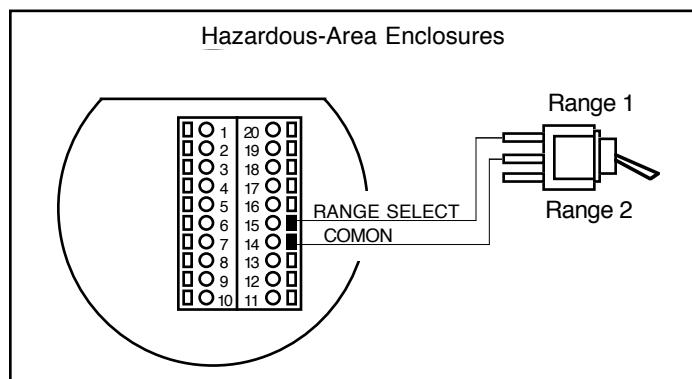 Hazardous-Area Enclosures
Range 1
1 20
2 19
3 18
4 17
5 16
6 15 RANGE SELECT
7 14 COMON
8 13
9 12
10 11
Range 2